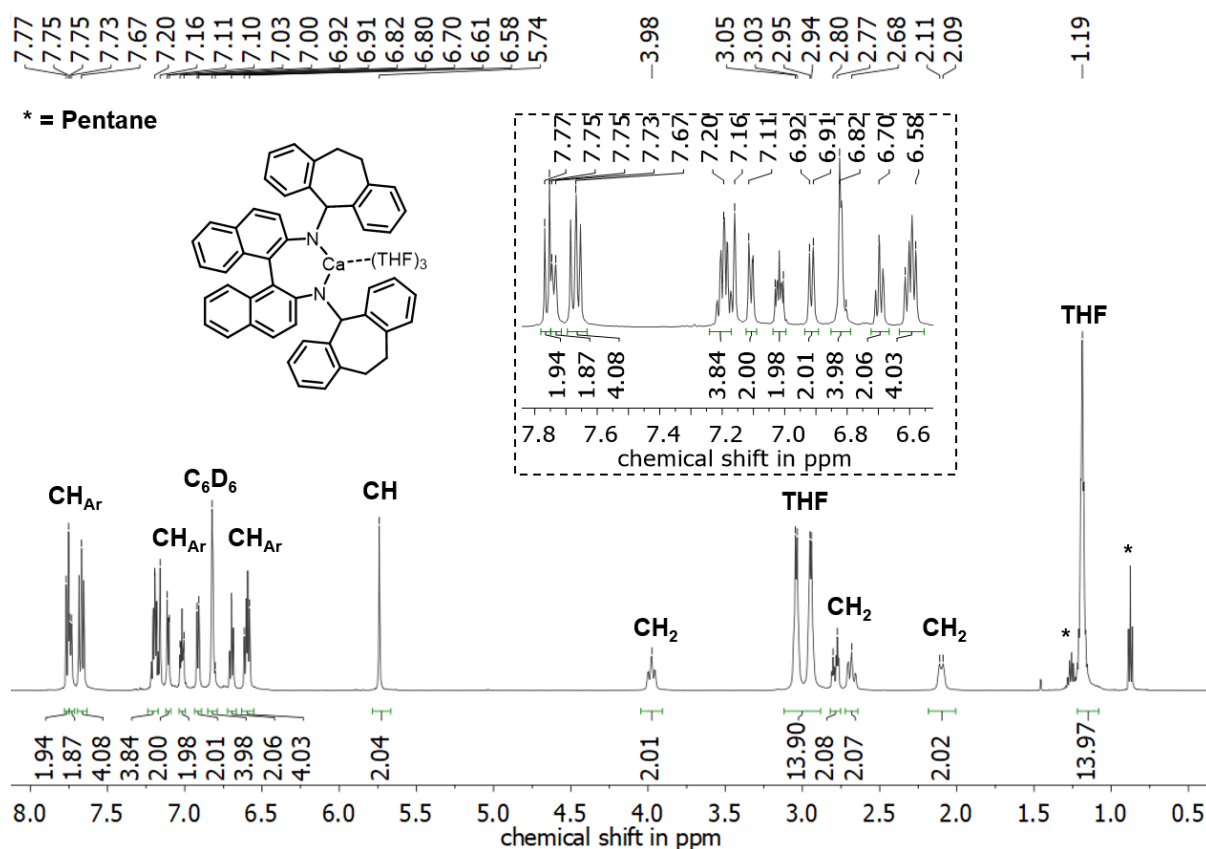 7.77 7.75 7.75 7.73 7.67 7.20 7.16 7.11 7.10 7.03 7.00 6.92 6.91 6.82 6.80 6.70 6.61 6.58 5.74 3.98 3.05 3.03 2.95 2.94 2.80 2.77 2.68 2.11 2.09 1.19
* = Pentane
N
Ca
(THF)3
N
7.77 7.75 7.75 7.73 7.67 7.20 7.16 7.11 6.92 6.91 6.82 6.70 6.58
1.94 1.87 4.08 3.84 2.00 1.98 2.01 3.98 2.06 4.03
7.8 7.6 7.4 7.2 7.0 6.8 6.6
chemical shift in ppm
THF
CHAr
C6D6
CHAr
CHAr
CH
CH2
THF
CH2
CH2
*
*
1.94 1.87 4.08 3.84 2.00 1.98 2.01 3.98 2.06 4.03 2.04 2.01 13.90 2.08 2.07 2.02 13.97
8.0 7.5 7.0 6.5 6.0 5.5 5.0 4.5 4.0 3.5 3.0 2.5 2.0 1.5 1.0 0.5
chemical shift in ppm